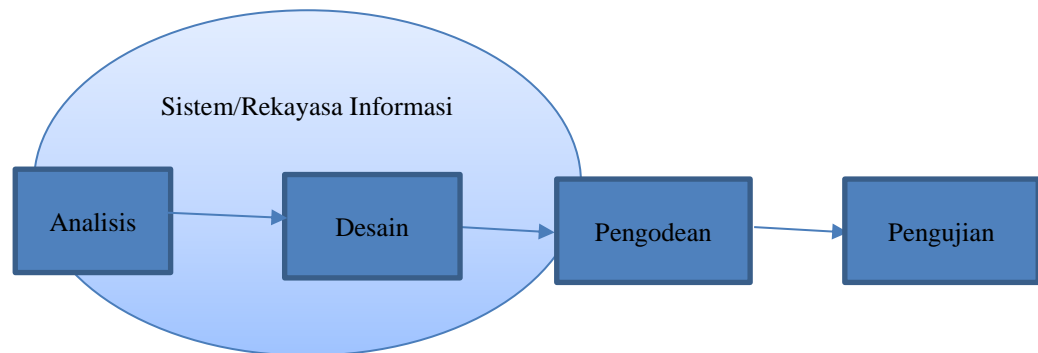 Sistem/Rekayasa Informasi
Analisis
Desain
Pengodean
Pengujian